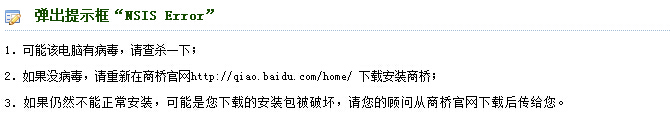 弹出提示框“NSIS Error”
1. 可能该电脑有病毒，请查杀一下；
2. 如果没病毒，请重新在商桥官网http://qiao.baidu.com/home/ 下载安装商桥；
3. 如果仍然不能正常安装，可能是您下载的安装包被破坏，请您的顾问从商桥官网下载后传给您。